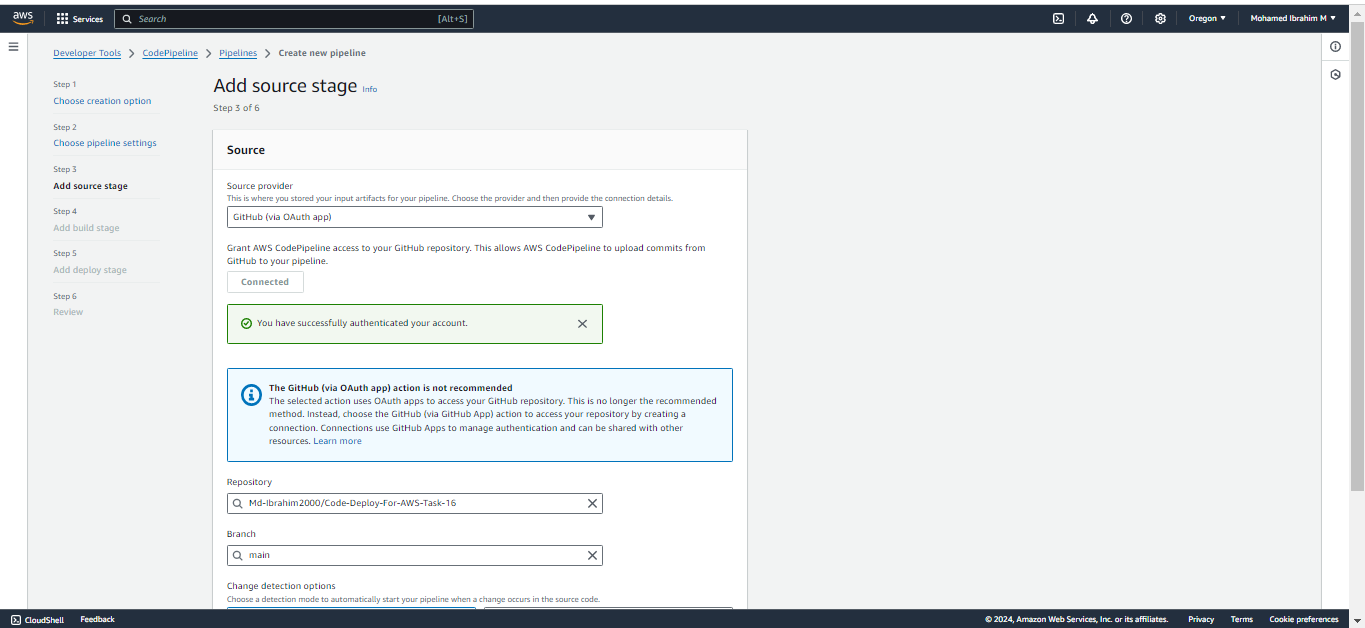 aws
Services
Search
[Alt+S]
Oregon
Mohamed Ibrahim M
Developer Tools
CodePipeline
Pipelines
Create new pipeline
Step 1
Choose creation option
Step 2
Choose pipeline settings
Step 3
Add source stage
Step 4
Add build stage
Step 5
Add deploy stage
Step 6
Review
Add source stage Info
Step 3 of 6
Source
Source provider
This is where you stored your input artifacts for your pipeline. Choose the provider and then provide the connection details.
GitHub (via OAuth app)
Grant AWS CodePipeline access to your GitHub repository. This allows AWS CodePipeline to upload commits from
GitHub to your pipeline.
Connected
You have successfully authenticated your account.
The GitHub (via OAuth app) action is not recommended
The selected action uses OAuth apps to access your GitHub repository. This is no longer the recommended
method. Instead, choose the GitHub (via GitHub App) action to access your repository by creating a
connection. Connections use GitHub Apps to manage authentication and can be shared with other
resources. Learn more
Repository
Md-Ibrahim2000/Code-Deploy-For-AWS-Task-16
Branch
main
Change detection options
Choose a detection mode to automatically start your pipeline when a change occurs in the source code.
CloudShell
Feedback
© 2024, Amazon Web Services, Inc. or its affiliates.
Privacy
Terms
Cookie preferences